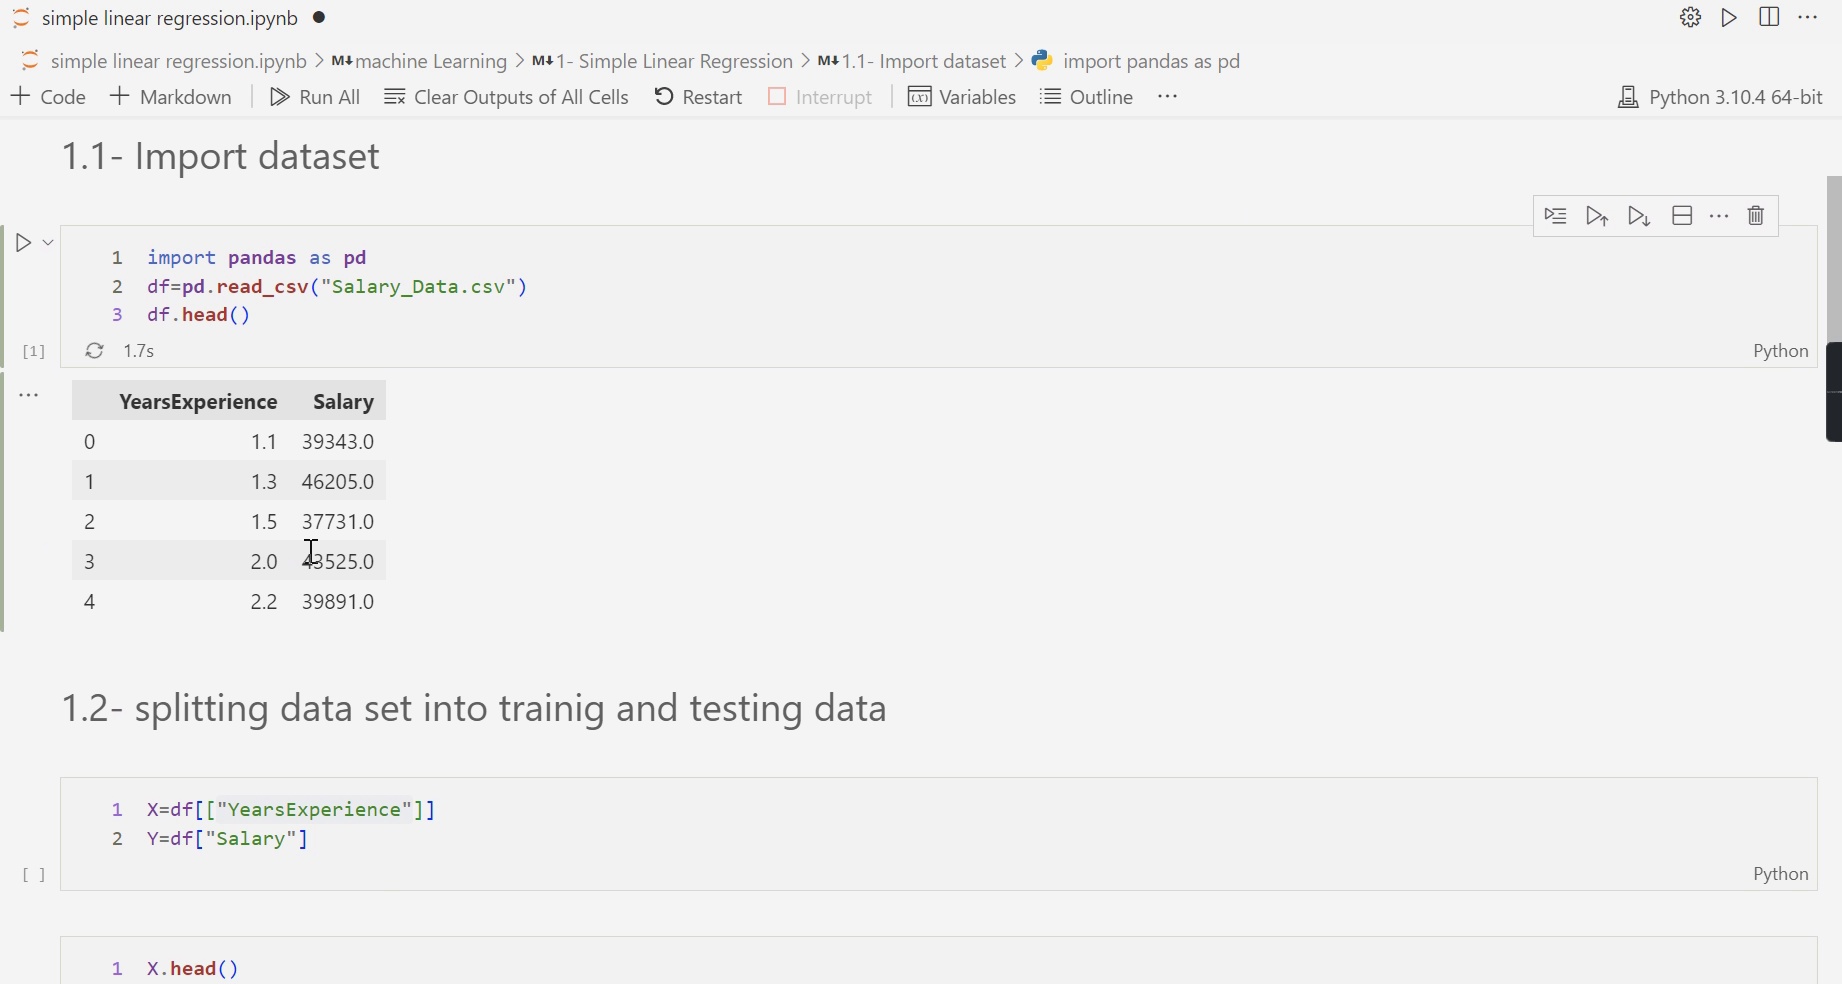 simple linear regression.ipynb
simple linear regression.ipynb > M↓machine Learning > M↓1- Simple Linear Regression > M↓1.1- Import dataset > import pandas as pd
+ Code + Markdown Run All Clear Outputs of All Cells Restart Interrupt Variables Outline ... Python 3.10.4 64-bit
1.1- Import dataset
1 import pandas as pd
2 df=pd.read_csv("Salary_Data.csv")
3 df.head()
[1] 1.7s Python
YearsExperience Salary
0 1.1 39343.0
1 1.3 46205.0
2 1.5 37731.0
3 2.0 43525.0
4 2.2 39891.0
1.2- splitting data set into trainig and testing data
1 X=df[["YearsExperience"]]
2 Y=df["Salary"]
[ ] Python
1 X.head()